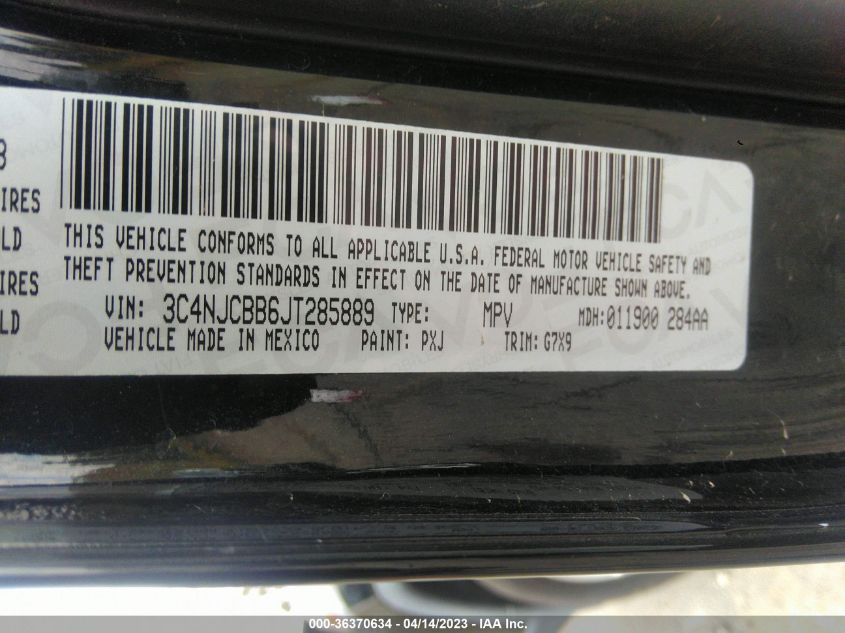 8
IRES
LD
IRES
LD
THIS VEHICLE CONFORMS TO ALL APPLICABLE U.S.A. FEDERAL MOTOR VEHICLE SAFETY AND
THEFT PREVENTION STANDARDS IN EFFECT ON THE DATE OF MANUFACTURE SHOWN ABOVE.
VIN: 3C4NJCBB6JT285889 TYPE: MPV MDH:011900 284AA
VEHICLE MADE IN MEXICO PAINT: PXJ TRIM:G7X9
000-36370634 - 04/14/2023 - IAA Inc.